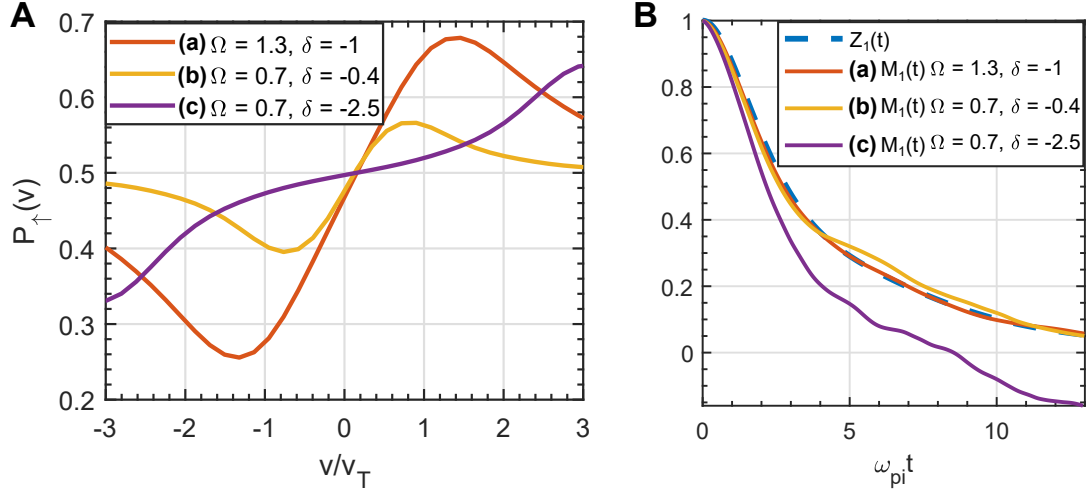 A
0.7
0.6
0.5
0.4
0.3
0.2
P↑(v)
(a) Ω = 1.3, δ = -1
(b) Ω = 0.7, δ = -0.4
(c) Ω = 0.7, δ = -2.5
-3 -2 -1 0 1 2 3
v/v_T
B
1
0.8
0.6
0.4
0.2
0
Z₁(t)
(a) M₁(t) Ω = 1.3, δ = -1
(b) M₁(t) Ω = 0.7, δ = -0.4
(c) M₁(t) Ω = 0.7, δ = -2.5
0 5 10
ω_pi t